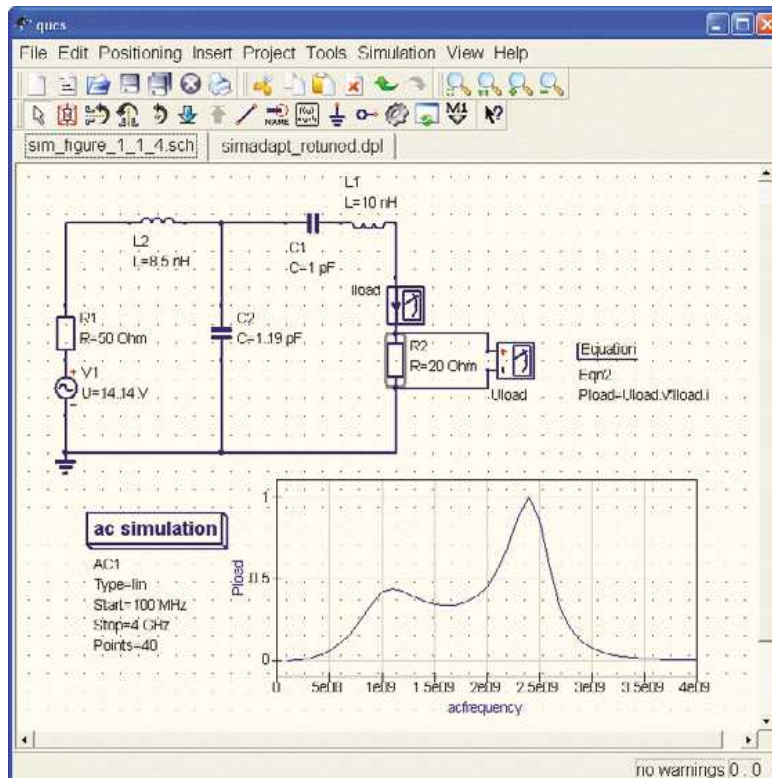 qucs
File Edit Positioning Insert Project Tools Simulation View Help
NAME
M1
sim_figure_1_1_4.sch
simadapt_retuned.dpl
L1
L=10 nH
L2
L=8.5 nH
C1
C=1 pF
Iload
R1
R=50 Ohm
C2
C=1.19 pF
R2
R=20 Ohm
V1
U=14.14 V
Uload
Equation
Eqn2
Pload=Uload.V*Iload.i
ac simulation
AC1
Type=lin
Start=100 MHz
Stop=4 GHz
Points=40
Pload
1
0.5
0
0 5e08 1e09 1.5e09 2e09 2.5e09 3e09 3.5e09 4e09
acfrequency
no warnings 0 : 0